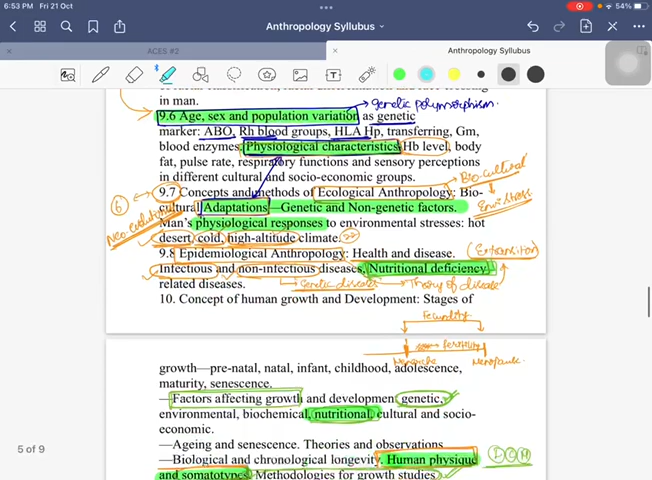 6:53 PM Fri 21 Oct
54%
Anthropology Syllabus
ACES #2
Anthropology Syllabus
in man.
genetic polymorphism.
9.6 Age, sex and population variation as genetic
marker: ABO, Rh blood groups, HLA Hp, transferring, Gm,
blood enzymes. Physiological characteristics-Hb level, body
fat, pulse rate, respiratory functions and sensory perceptions
in different cultural and socio-economic groups.
Bio-cultural
6
9.7 Concepts and methods of Ecological Anthropology: Bio-
cultural Adaptations—Genetic and Non-genetic factors.
Envi. Stress
Man's physiological responses to environmental stresses: hot
desert, cold, high-altitude climate.
9.8 Epidemiological Anthropology: Health and disease.
Infectious and non-infectious diseases, Nutritional deficiency
related diseases.
Genetic diseases
Theory of disease
10. Concept of human growth and Development: Stages of
Fecundity
fertility
Menopause
growth—pre-natal, natal, infant, childhood, adolescence,
maturity, senescence.
—Factors affecting growth and development genetic,
environmental, biochemical, nutritional, cultural and socio-
economic.
5 of 9
—Ageing and senescence. Theories and observations
—Biological and chronological longevity. Human physique
and somatotypes. Methodologies for growth studies